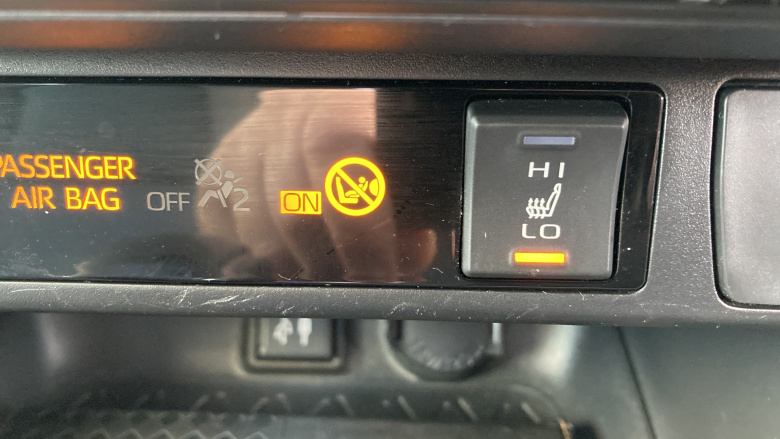 PASSENGER
AIR BAG OFF 2 ON
HI
LO